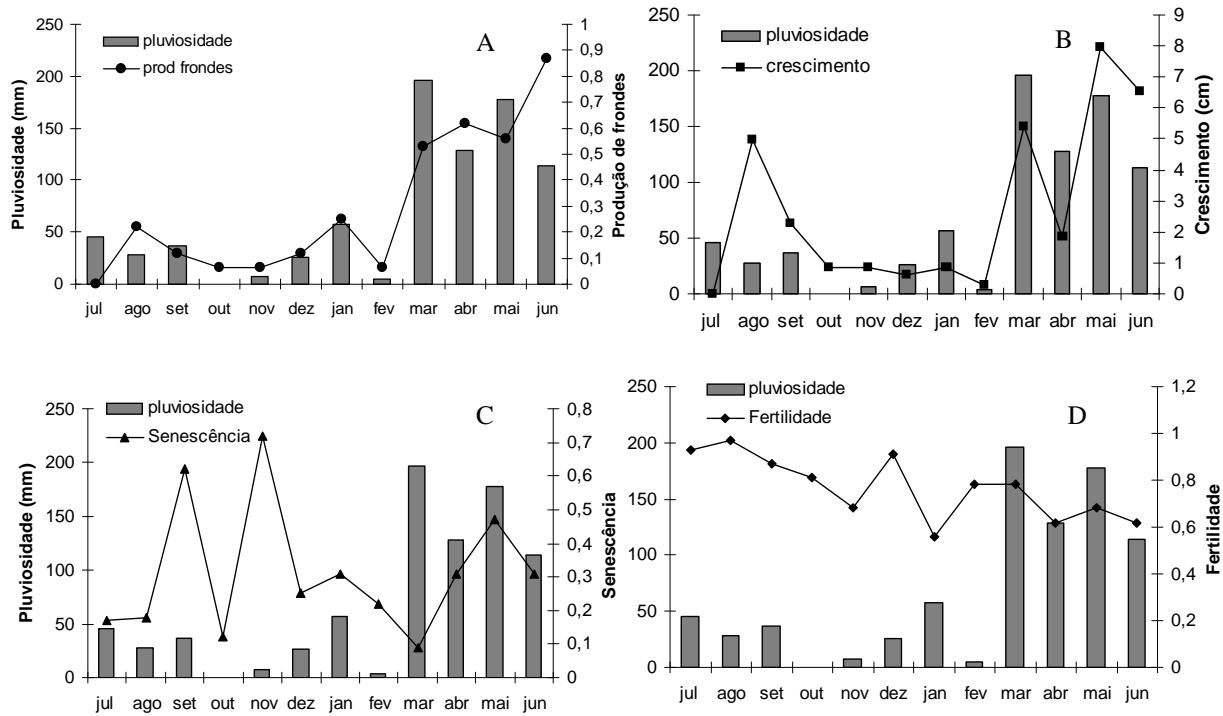 pluviosidade
prod frondes
A
Pluviosidade (mm)
250
200
150
100
50
0
1
0,9
0,8
0,7
0,6
0,5
0,4
0,3
0,2
0,1
0
Produção de frondes
jul ago set out nov dez jan fev mar abr mai jun
pluviosidade
crescimento
B
250
200
150
100
50
0
9
8
7
6
5
4
3
2
1
0
Crescimento (cm)
jul ago set out nov dez jan fev mar abr mai jun
pluviosidade
Senescência
C
Pluviosidade (mm)
250
200
150
100
50
0
0,8
0,7
0,6
0,5
0,4
0,3
0,2
0,1
0
Senescência
jul ago set out nov dez jan fev mar abr mai jun
pluviosidade
Fertilidade
D
250
200
150
100
50
0
1,2
1
0,8
0,6
0,4
0,2
0
Fertilidade
jul ago set out nov dez jan fev mar abr mai jun